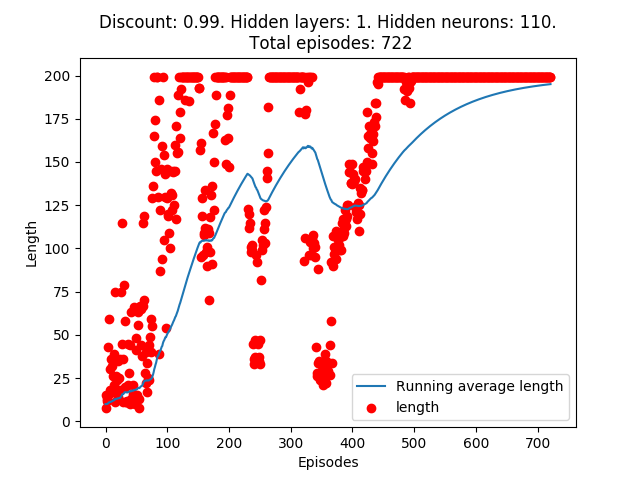 Discount: 0.99. Hidden layers: 1. Hidden neurons: 110.
Total episodes: 722
200
175
150
125
100
75
50
25
0
Length
0 100 200 300 400 500 600 700
Episodes
Running average length
length